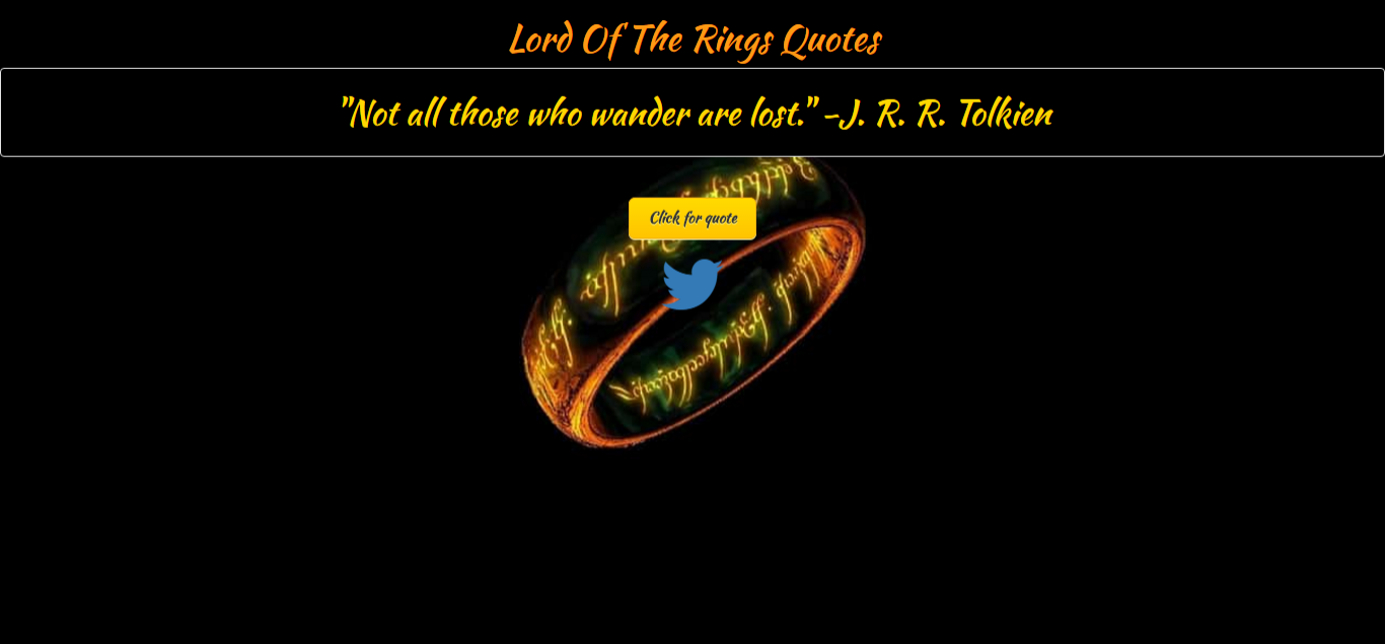 Lord Of The Rings Quotes
"Not all those who wander are lost." -J. R. R. Tolkien
Click for quote